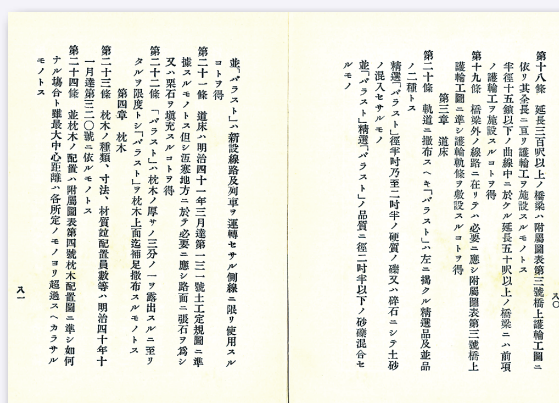 第十八條　延長三百呎以上ノ橋梁ハ附屬圖表第三號橋上護輪工圖ニ
依リ其全長ニ亘リ護輪工ヲ施設スルモノトス
半徑十五鎖以下ノ曲線中ニ於ケル延長五十呎以上ノ橋梁ニハ前項
ノ護輪工ヲ施設スルコトヲ得
第十九條　橋梁外ノ線路ニ在リテハ必要ニ應シ附屬圖表第三號橋上
護輪工圖ニ準シ護輪軌條ヲ敷設スルコトヲ得
第三章　道床
第二十條　軌道ニ撒布スヘキ「バラスト」ハ左ニ揭クル精選品及並品
ノ二種トス
精選「バラスト」徑半吋乃至二吋半ノ硬質ノ礫又ハ碎石ニシテ土砂
ノ混入セサルモノ
並「バラスト」精選「バラスト」ノ品質ニ徑二吋半以下ノ砂礫混合セ
ルモノ
八〇
並「バラスト」ハ新設線路及列車ヲ運轉セサル側線ニ限リ使用スル
コトヲ得
第二十一條　道床ハ明治四十一年三月達第一三一號土工定規圖ニ準
據スルモノトス但シ沍寒地方ニ於テ必要ニ應シ路面ニ張石ヲ爲シ
又ハ栗石ヲ塡充スルコトヲ得
第二十二條　「バラスト」ハ枕木ノ厚サノ三分ノ一ヲ露出スルニ至リ
タルヲ限度トシ「バラスト」ヲ枕木上面迄補足撒布スルモノトス
第四章　枕木
第二十三條　枕木ノ種類、寸法、材質竝配置員數等ハ明治四十年十
一月達第三二〇號ニ依ルモノトス
第二十四條　並枕木ノ配置ハ附屬圖表第四號枕木配置圖ニ準シ如何
ナル場合ト雖最大中心距離ハ各所定ノモノヨリ超過スヘカラサル
モノトス
八一